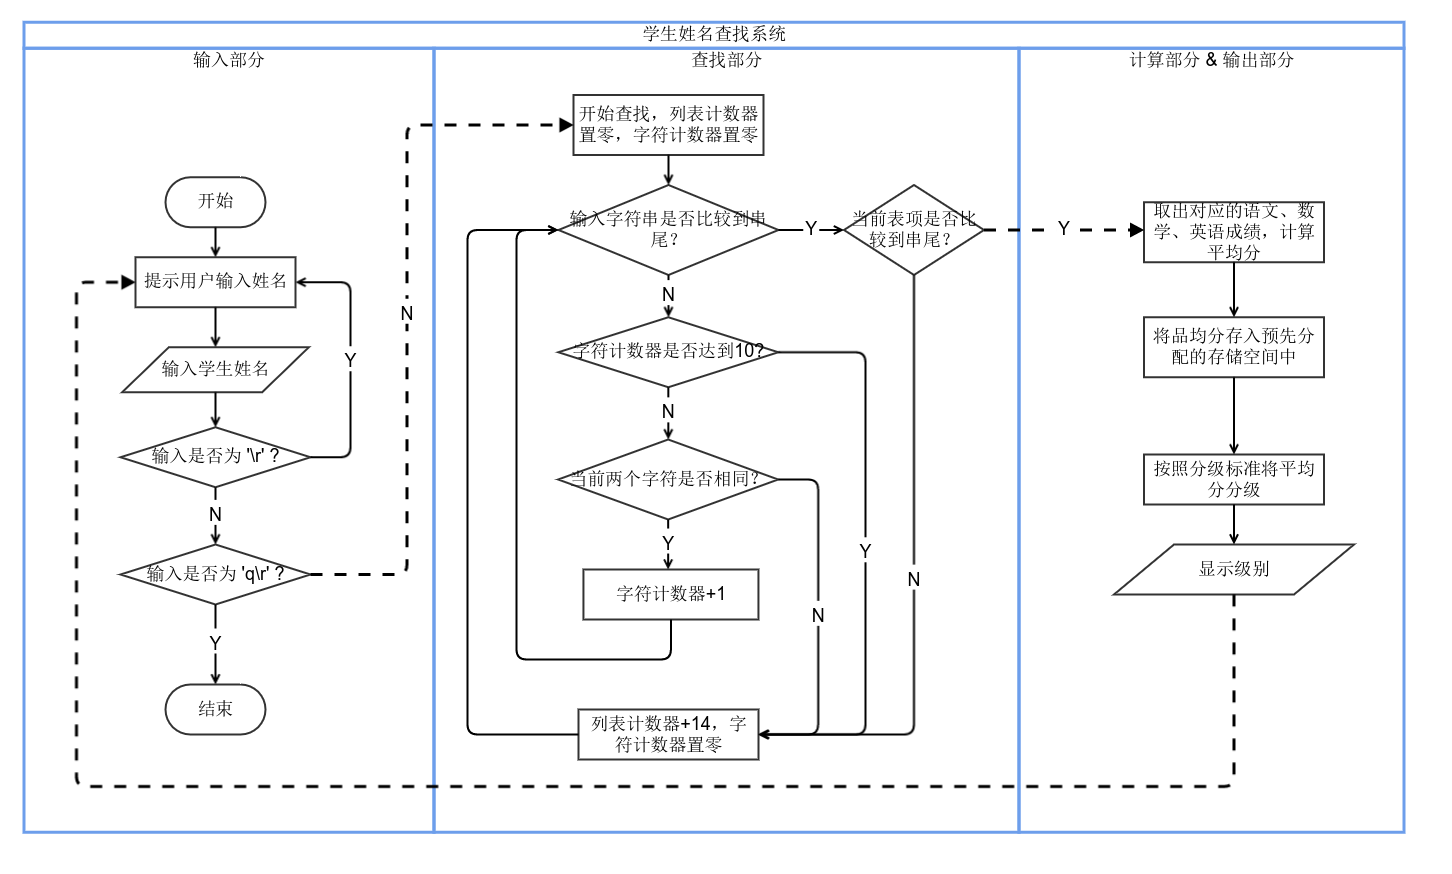 学生姓名查找系统
输入部分
开始
提示用户输入姓名
输入学生姓名
Y
输入是否为 '\r' ?
N
输入是否为 'q\r' ?
Y
结束
N
查找部分
开始查找，列表计数器
置零，字符计数器置零
输入字符串是否比较到串
尾?
Y
当前表项是否比
较到串尾?
N
字符计数器是否达到10?
N
当前两个字符是否相同?
Y
字符计数器+1
Y
N
N
列表计数器+14，字
符计数器置零
计算部分 & 输出部分
Y
取出对应的语文、数
学、英语成绩，计算
平均分
将品均分存入预先分
配的存储空间中
按照分级标准将平均
分分级
显示级别